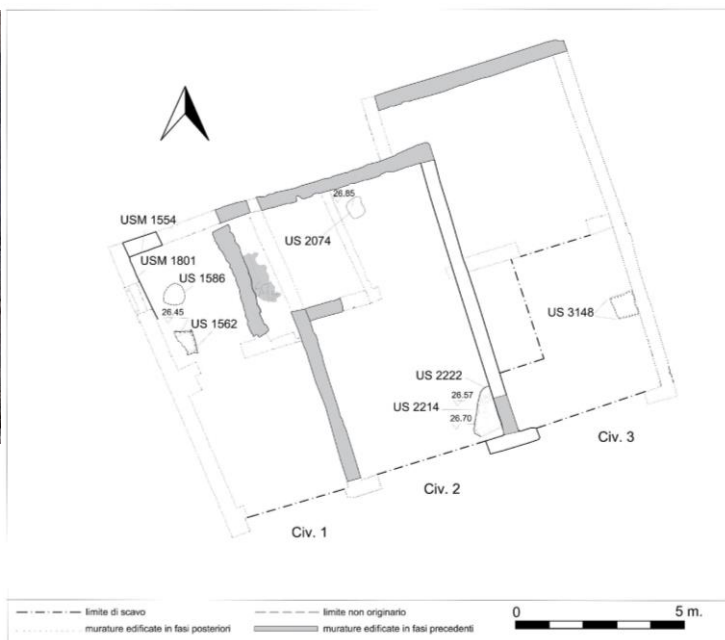 26.85
USM 1554
US 2074
USM 1801
US 1586
26.45
US 1562
US 3148
US 2222
26.57
US 2214
26.70
Civ. 3
Civ. 2
Civ. 1
limite di scavo
limite non originario
0
5 m.
murature edificate in fasi posteriori
murature edificate in fasi precedenti